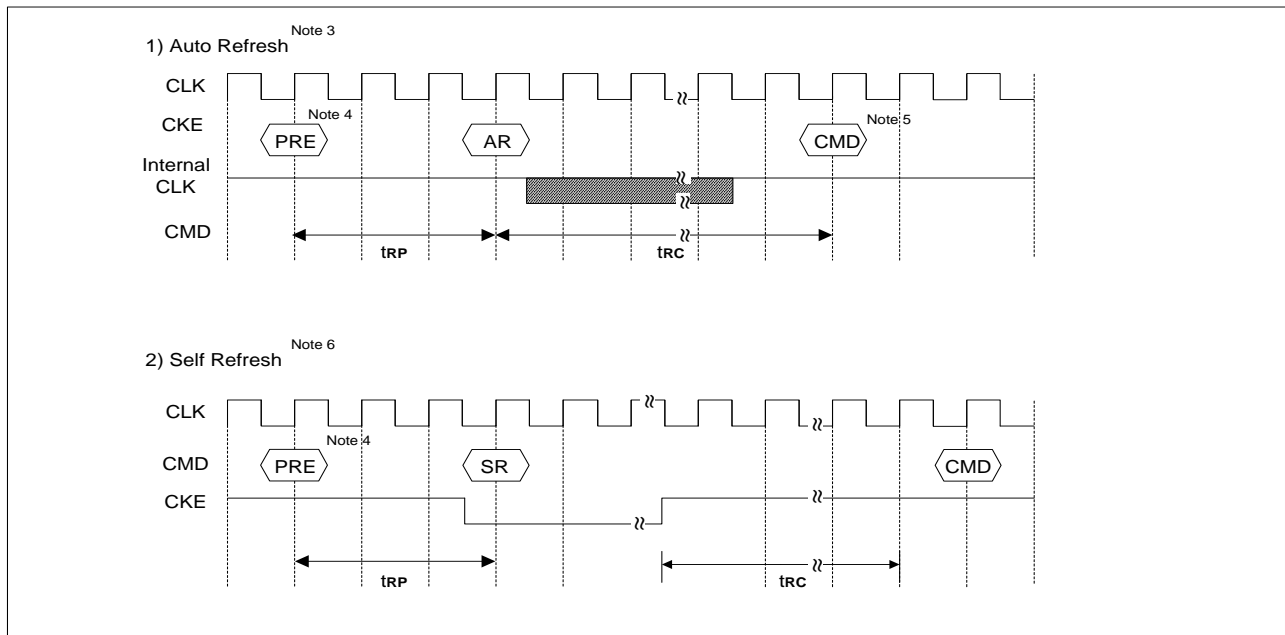 1) Auto Refresh Note 3
CLK
CKE
Note 4
Note 5
PRE
AR
CMD
Internal
CLK
CMD
tRP
tRC
2) Self Refresh Note 6
CLK
Note 4
CMD
PRE
SR
CMD
CKE
tRP
tRC